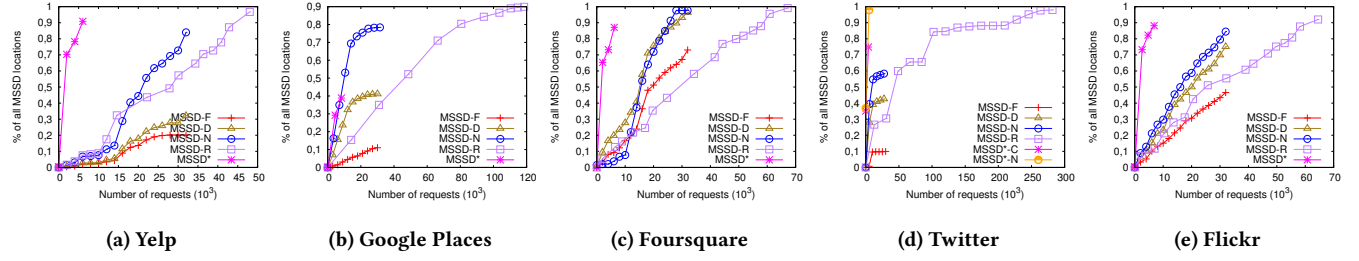 % of all MSSD locations
1
0,9
0,8
0,7
0,6
0,5
0,4
0,3
0,2
0,1
0
0 5 10 15 20 25 30 35 40 45 50
Number of requests (10³)
MSSD-F
MSSD-D
MSSD-N
MSSD-R
MSSD*
(a) Yelp
% of all MSSD locations
1
0,9
0,8
0,7
0,6
0,5
0,4
0,3
0,2
0,1
0
0 20 40 60 80 100 120
Number of requests (10³)
MSSD-F
MSSD-D
MSSD-N
MSSD-R
MSSD*
(b) Google Places
% of all MSSD locations
1
0,9
0,8
0,7
0,6
0,5
0,4
0,3
0,2
0,1
0
0 10 20 30 40 50 60 70
Number of requests (10³)
MSSD-F
MSSD-D
MSSD-N
MSSD-R
MSSD*
(c) Foursquare
% of all MSSD locations
1
0,9
0,8
0,7
0,6
0,5
0,4
0,3
0,2
0,1
0
0 50 100 150 200 250 300
Number of requests (10³)
MSSD-F
MSSD-D
MSSD-N
MSSD-R
MSSD*-C
MSSD*-N
(d) Twitter
% of all MSSD locations
1
0,9
0,8
0,7
0,6
0,5
0,4
0,3
0,2
0,1
0
0 10 20 30 40 50 60 70
Number of requests (10³)
MSSD-F
MSSD-D
MSSD-N
MSSD-R
MSSD*
(e) Flickr